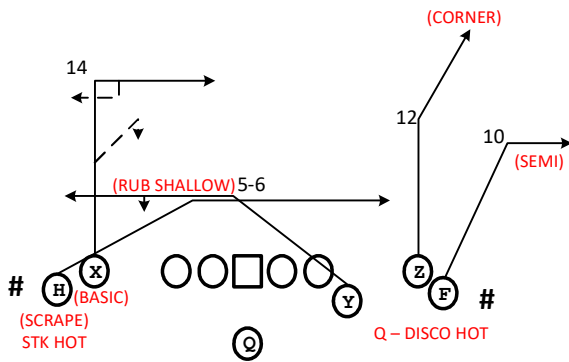 (CORNER)
14
12
10
(SEMI)
(RUB SHALLOW) 5-6
X
Z
H
F
Y
# (BASIC) #
(SCRAPE)
STK HOT
Q – DISCO HOT
Q